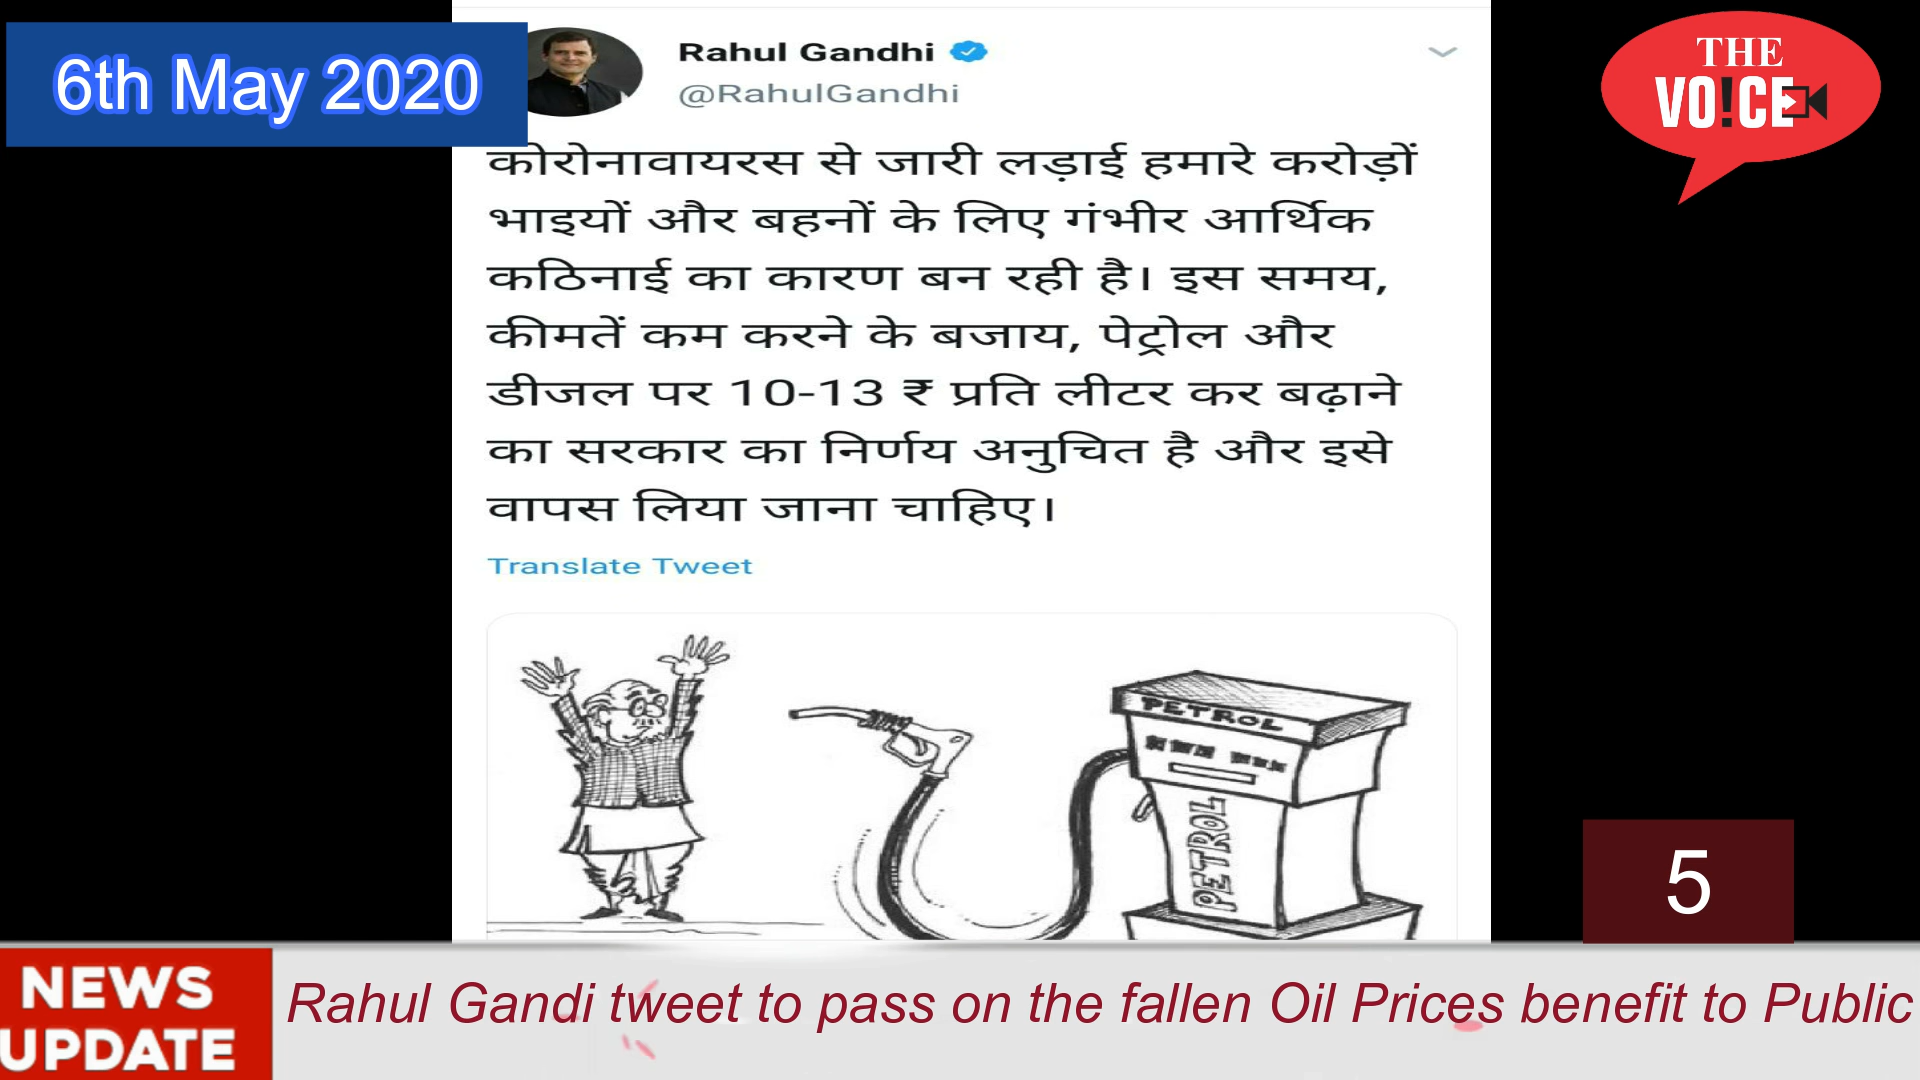 6th May 2020
Rahul Gandhi
@RahulGandhi
THE
VO!CE
कोरोनावायरस से जारी लड़ाई हमारे करोड़ों
भाइयों और बहनों के लिए गंभीर आर्थिक
कठिनाई का कारण बन रही है। इस समय,
कीमतें कम करने के बजाय, पेट्रोल और
डीजल पर 10-13 ₹ प्रति लीटर कर बढ़ाने
का सरकार का निर्णय अनुचित है और इसे
वापस लिया जाना चाहिए।
Translate Tweet
PETROL
PETROL
5
NEWS
UPDATE
Rahul Gandi tweet to pass on the fallen Oil Prices benefit to Public